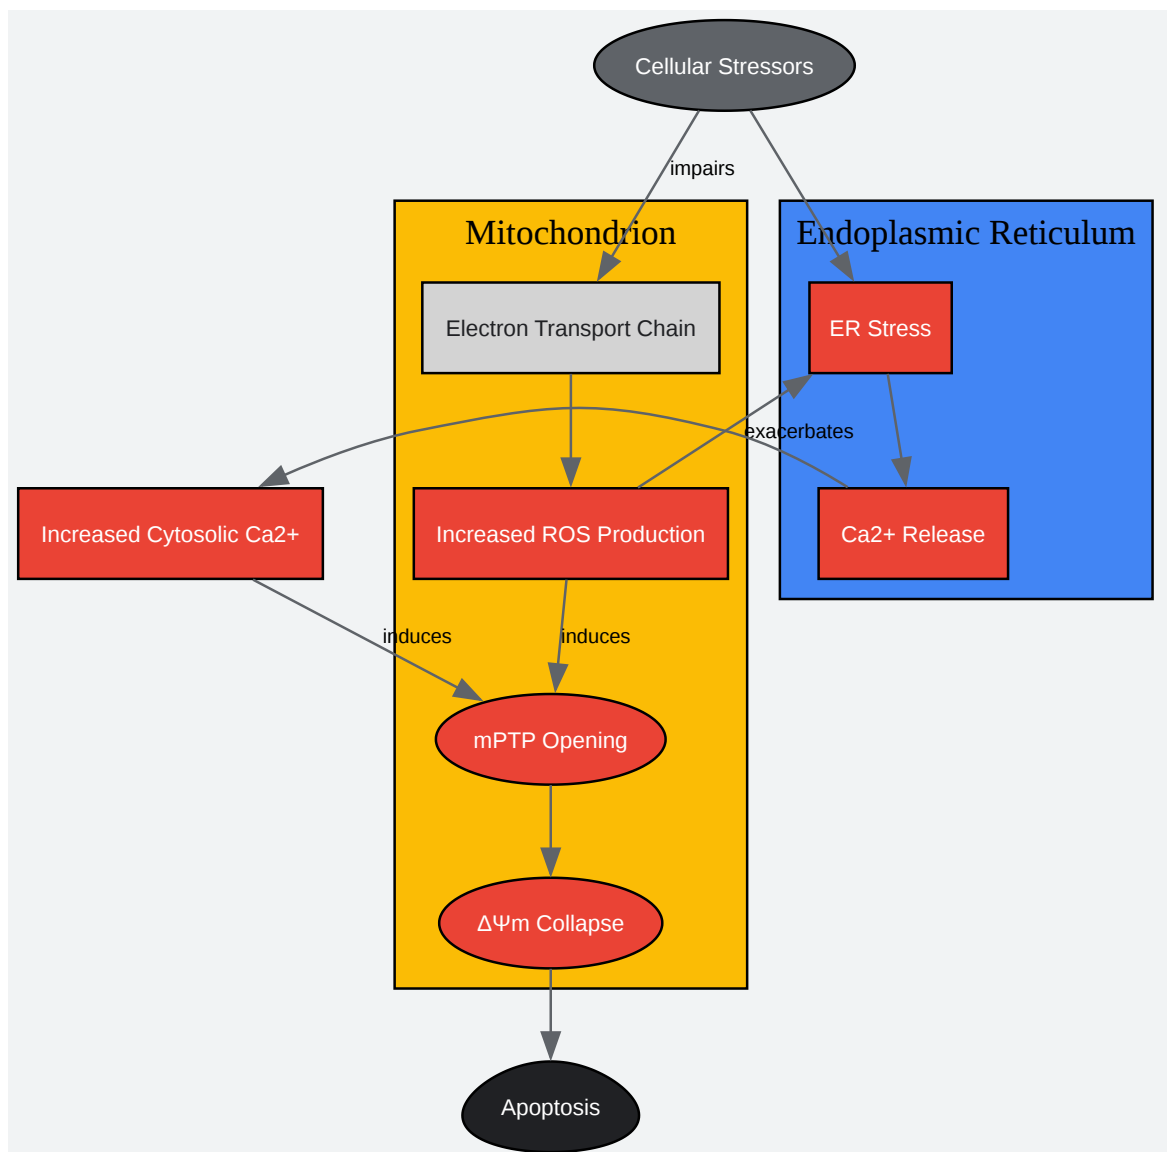 Cellular Stressors
impairs
Mitochondrion
Endoplasmic Reticulum
Electron Transport Chain
ER Stress
exacerbates
Increased Cytosolic Ca2+
Increased ROS Production
Ca2+ Release
induces
induces
mPTP Opening
ΔΨm Collapse
Apoptosis